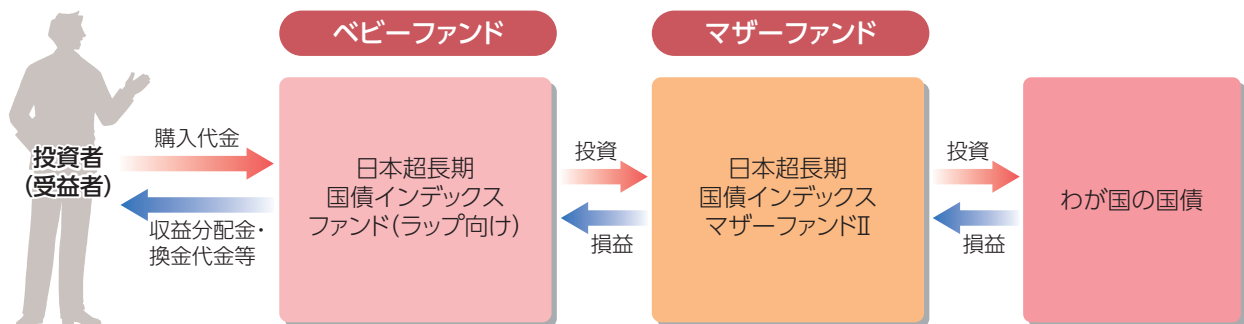 ベビーファンド
マザーファンド
投資者
(受益者)
購入代金
収益分配金・
換金代金等
日本超長期
国債インデックス
ファンド(ラップ向け)
投資
損益
日本超長期
国債インデックス
マザーファンドⅡ
投資
損益
わが国の国債